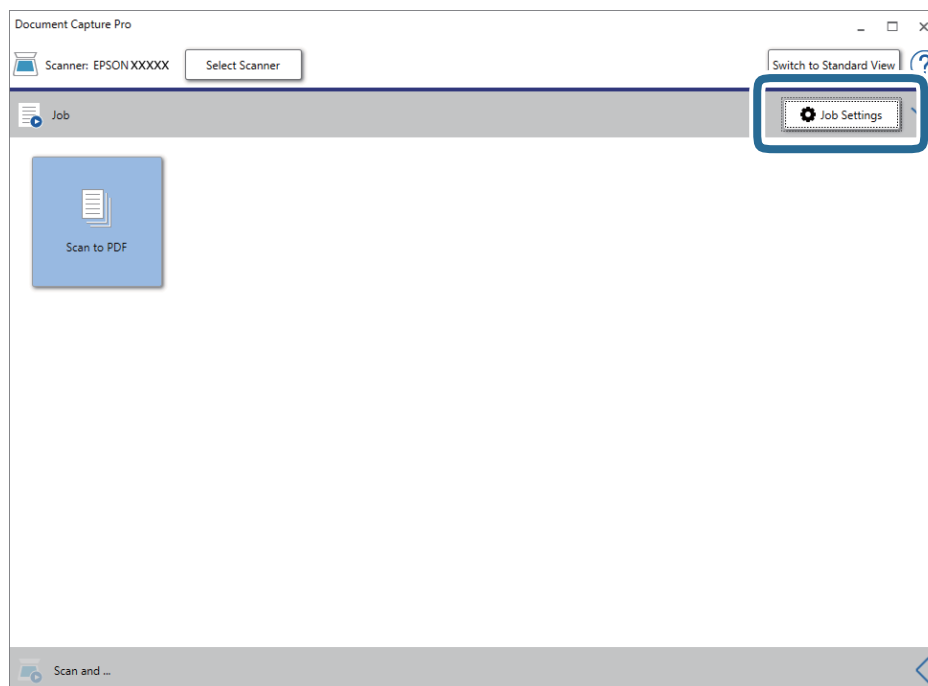 Document Capture Pro
Scanner: EPSON XXXXX Select Scanner Switch to Standard View ?
Job Job Settings
Scan to PDF
Scan and ...